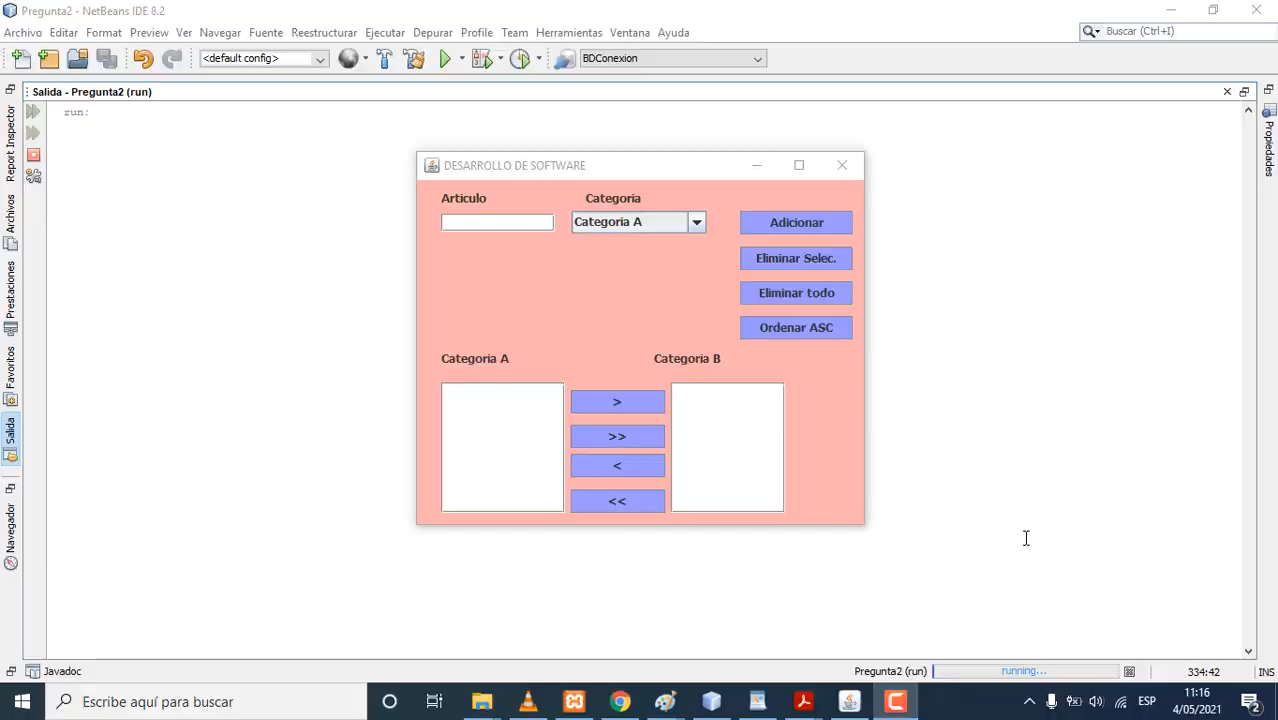 Pregunta2 - NetBeans IDE 8.2
Archivo Editar Format Preview Ver Navegar Fuente Reestructurar Ejecutar Depurar Profile Team Herramientas Ventana Ayuda
Buscar (Ctrl+I)
<default config>
BDConexion
Salida - Pregunta2 (run)
run:
Report Inspector
Archivos
Prestaciones
Favoritos
Salida
Navegador
Propiedades
DESARROLLO DE SOFTWARE
Articulo
Categoria
Categoria A
Adicionar
Eliminar Selec.
Eliminar todo
Ordenar ASC
Categoria A
Categoria B
>
>>
<
<<
Javadoc
Pregunta2 (run)
running...
334:42
INS
Escribe aquí para buscar
ESP
11:16
4/05/2021
2